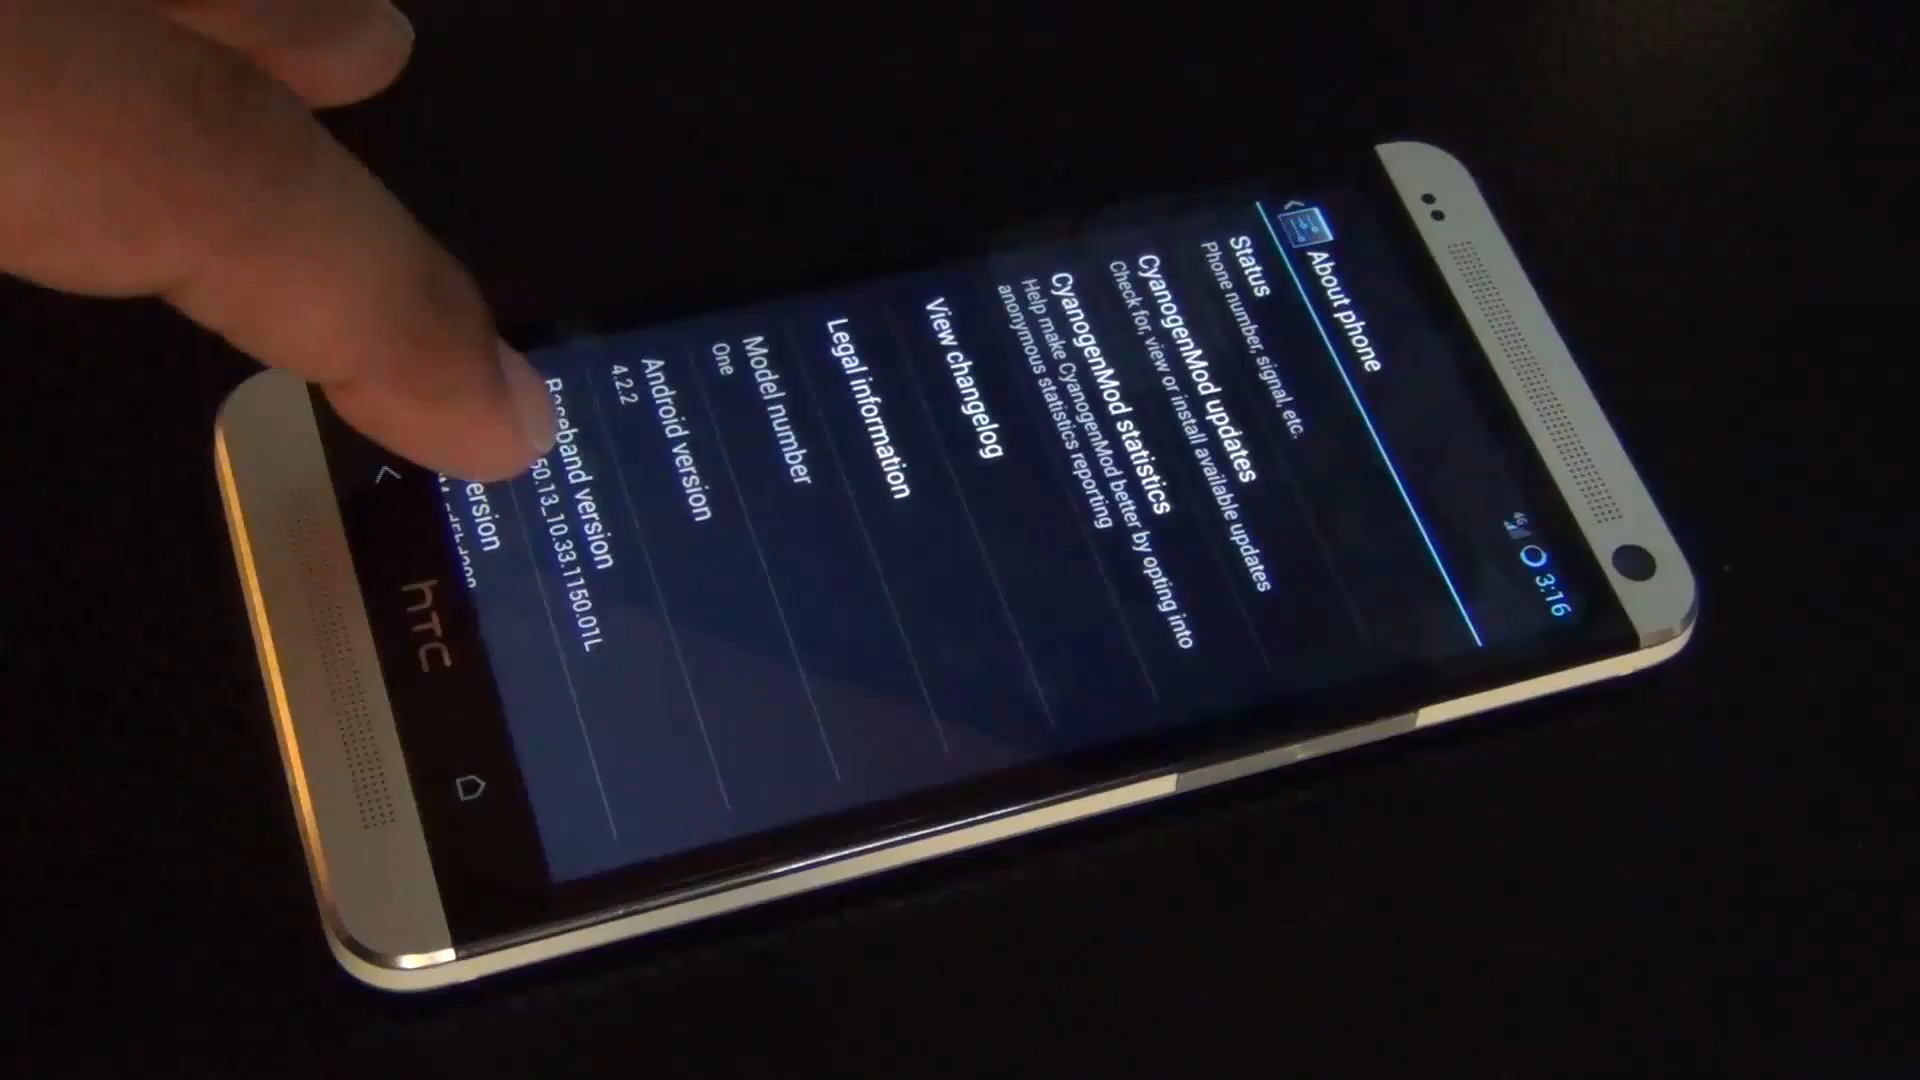 4G 3:16
About phone
Status
Phone number, signal, etc.
CyanogenMod updates
Check for, view or install available updates
CyanogenMod statistics
Help make CyanogenMod better by opting into
anonymous statistics reporting
View changelog
Legal information
Model number
One
Android version
4.2.2
Baseband version
50.13_10.33.1150.01L
ersion
hTC